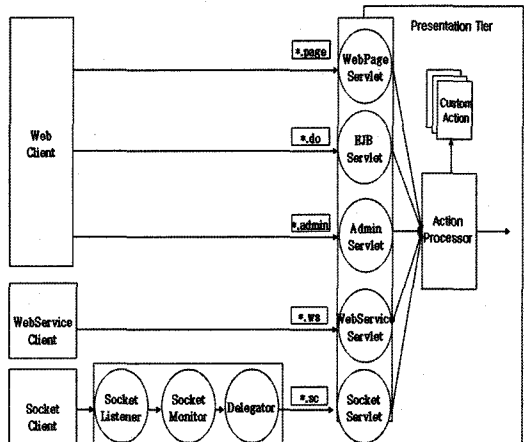 Presentation Tier
*.page
WebPage
Servlet
Custom
Action
Web
Client
*.do
EJB
Servlet
*.admin
Admin
Servlet
Action
Processor
WebService
Client
*.ws
WebService
Servlet
Socket
Client
Socket
Listener
Socket
Monitor
Delegator
*.sc
Socket
Servlet